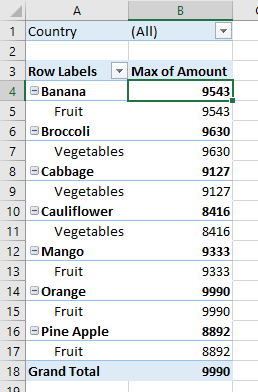 A B
1 Country (All)
2
3 Row Labels Max of Amount
4 Banana 9543
5 Fruit 9543
6 Broccoli 9630
7 Vegetables 9630
8 Cabbage 9127
9 Vegetables 9127
10 Cauliflower 8416
11 Vegetables 8416
12 Mango 9333
13 Fruit 9333
14 Orange 9990
15 Fruit 9990
16 Pine Apple 8892
17 Fruit 8892
18 Grand Total 9990